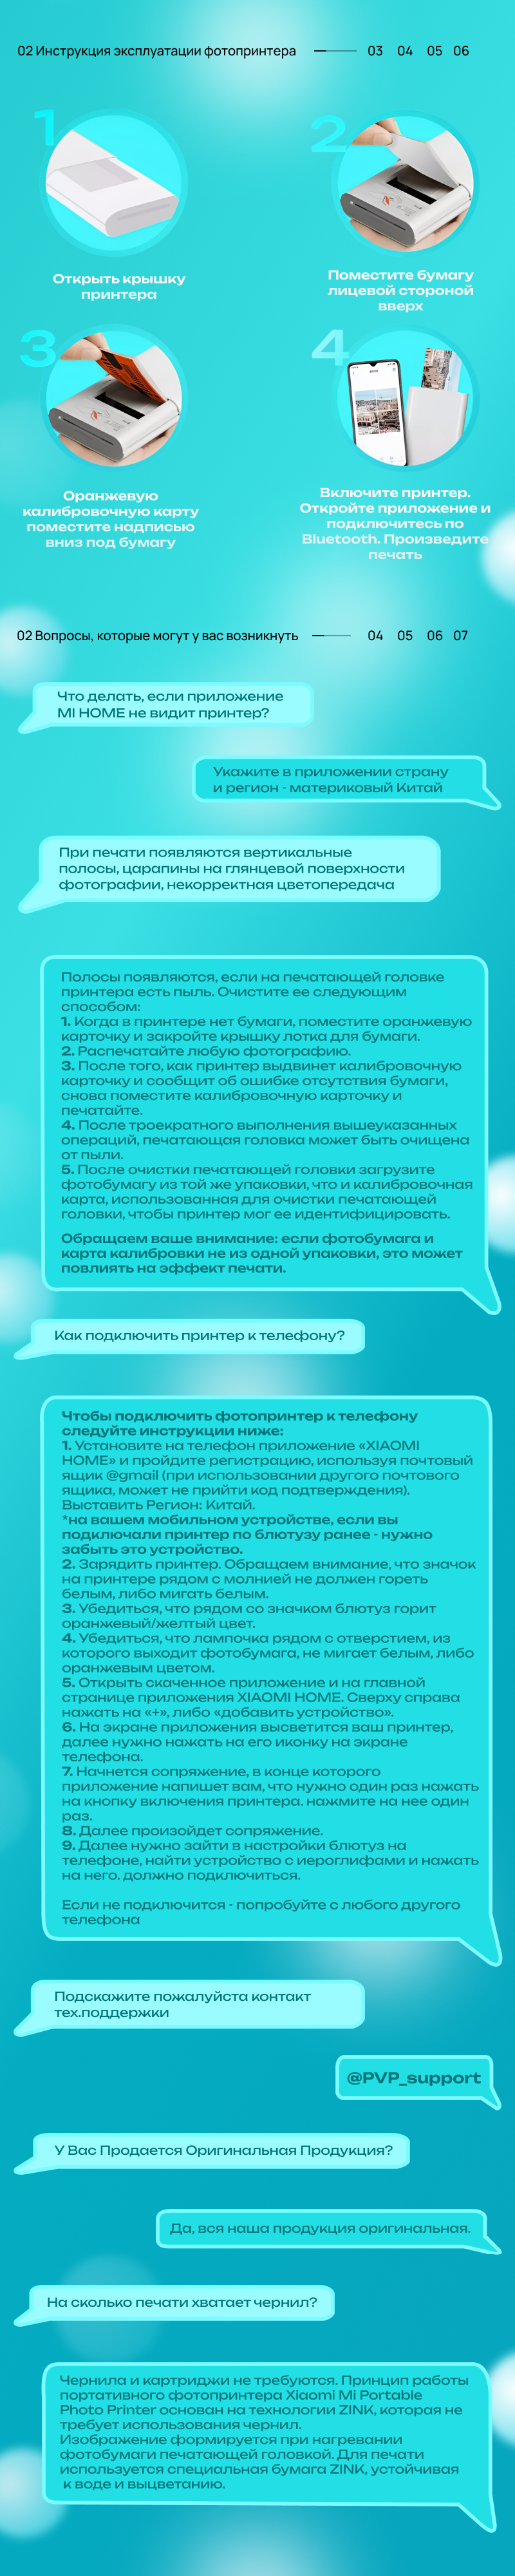 02 Инструкция эксплуатации фотопринтера 03 04 05 06
1
Открыть крышку
принтера
2
Поместите бумагу
лицевой стороной
вверх
3
Оранжевую
калибровочную карту
поместите надписью
вниз под бумагу
4
Включите принтер.
Откройте приложение и
подключитесь по
Bluetooth. Произведите
печать
02 Вопросы, которые могут у вас возникнуть 04 05 06 07
Что делать, если приложение
MI HOME не видит принтер?
Укажите в приложении страну
и регион - материковый Китай
При печати появляются вертикальные
полосы, царапины на глянцевой поверхности
фотографии, некорректная цветопередача
Полосы появляются, если на печатающей головке
принтера есть пыль. Очистите ее следующим
способом:
1. Когда в принтере нет бумаги, поместите оранжевую
карточку и закройте крышку лотка для бумаги.
2. Распечатайте любую фотографию.
3. После того, как принтер выдвинет калибровочную
карточку и сообщит об ошибке отсутствия бумаги,
снова поместите калибровочную карточку и
печатайте.
4. После троекратного выполнения вышеуказанных
операций, печатающая головка может быть очищена
от пыли.
5. После очистки печатающей головки загрузите
фотобумагу из той же упаковки, что и калибровочная
карта, использованная для очистки печатающей
головки, чтобы принтер мог ее идентифицировать.
Обращаем ваше внимание: если фотобумага и
карта калибровки не из одной упаковки, это может
повлиять на эффект печати.
Как подключить принтер к телефону?
Чтобы подключить фотопринтер к телефону
следуйте инструкции ниже:
1. Установите на телефон приложение «XIAOMI
HOME» и пройдите регистрацию, используя почтовый
ящик @gmail (при использовании другого почтового
ящика, может не прийти код подтверждения).
Выставить Регион: Китай.
*на вашем мобильном устройстве, если вы
подключали принтер по блютузу ранее - нужно
забыть это устройство.
2. Зарядить принтер. Обращаем внимание, что значок
на принтере рядом с молнией не должен гореть
белым, либо мигать белым.
3. Убедиться, что рядом со значком блютуз горит
оранжевый/желтый цвет.
4. Убедиться, что лампочка рядом с отверстием, из
которого выходит фотобумага, не мигает белым, либо
оранжевым цветом.
5. Открыть скаченное приложение и на главной
странице приложения XIAOMI HOME. Сверху справа
нажать на «+», либо «добавить устройство».
6. На экране приложения высветится ваш принтер,
далее нужно нажать на его иконку на экране
телефона.
7. Начнется сопряжение, в конце которого
приложение напишет вам, что нужно один раз нажать
на кнопку включения принтера. нажмите на нее один
раз.
8. Далее произойдет сопряжение.
9. Далее нужно зайти в настройки блютуз на
телефоне, найти устройство с иероглифами и нажать
на него. должно подключиться.
Если не подключится - попробуйте с любого другого
телефона
Подскажите пожалуйста контакт
тех.поддержки
@PVP_support
У Вас Продается Оригинальная Продукция?
Да, вся наша продукция оригинальная.
На сколько печати хватает чернил?
Чернила и картриджи не требуются. Принцип работы
портативного фотопринтера Xiaomi Mi Portable
Photo Printer основан на технологии ZINK, которая не
требует использования чернил.
Изображение формируется при нагревании
фотобумаги печатающей головкой. Для печати
используется специальная бумага ZINK, устойчивая
к воде и выцветанию.